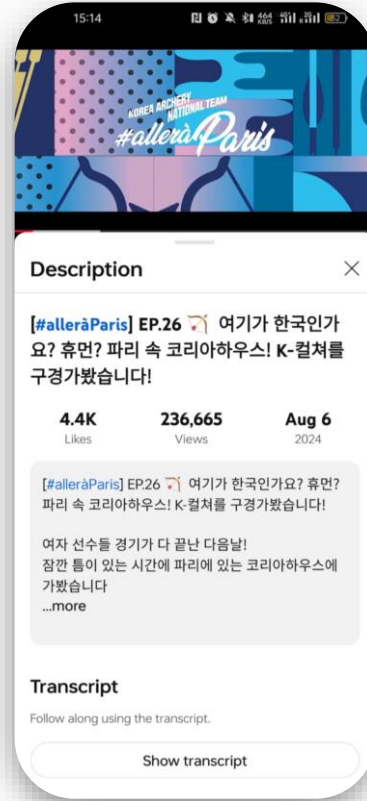 15:14
464 KB/S
KOREA ARCHERY
NATIONAL TEAM
#alleràParis
Description
[#alleràParis] EP.26 여기가 한국인가
요? 휴먼? 파리 속 코리아하우스! K-컬쳐를
구경가봤습니다!
4.4K 236,665 Aug 6
Likes Views 2024
[#alleràParis] EP.26 여기가 한국인가요? 휴먼?
파리 속 코리아하우스! K-컬쳐를 구경가봤습니다!
여자 선수들 경기가 다 끝난 다음날!
잠깐 틈이 있는 시간에 파리에 있는 코리아하우스에
가봤습니다
...more
Transcript
Follow along using the transcript.
Show transcript